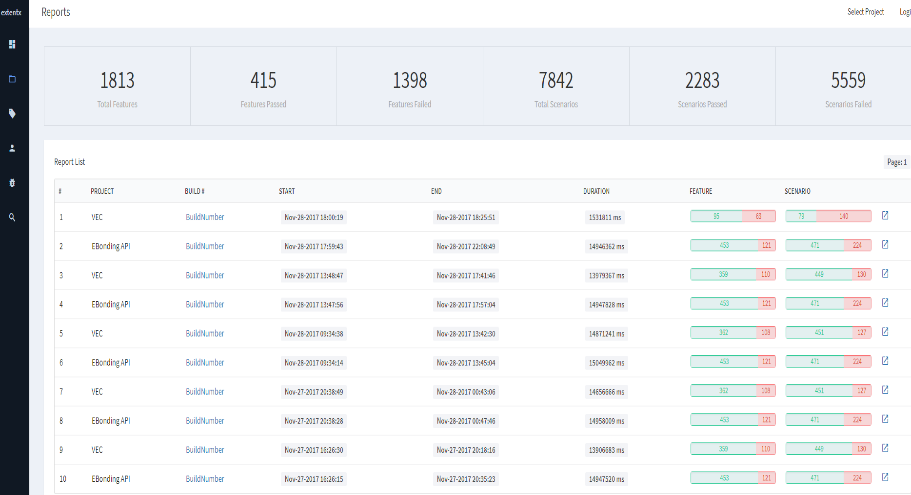 extentx
Reports
Select Project
Logi
1813
Total Features
415
Features Passed
1398
Features Failed
7842
Total Scenarios
2283
Scenarios Passed
5559
Scenarios Failed
Report List
Page: 1
# PROJECT BUILD # START END DURATION FEATURE SCENARIO
1 VEC BuildNumber Nov-28-2017 18:00:19 Nov-28-2017 18:25:51 1531811 ms 140
2 EBonding API BuildNumber Nov-28-2017 17:59:43 Nov-28-2017 22:08:49 14946362 ms 453 121 471 224
3 VEC BuildNumber Nov-28-2017 13:48:47 Nov-28-2017 17:41:46 13979367 ms 359 110 449 130
4 EBonding API BuildNumber Nov-28-2017 13:47:56 Nov-28-2017 17:57:04 14947828 ms 453 121 471 224
5 VEC BuildNumber Nov-28-2017 09:34:38 Nov-28-2017 13:42:30 14871241 ms 362 108 451 127
6 EBonding API BuildNumber Nov-28-2017 09:34:14 Nov-28-2017 13:45:04 15049982 ms 453 121 471 224
7 VEC BuildNumber Nov-27-2017 20:38:49 Nov-28-2017 00:43:06 14656666 ms 362 108 451 127
8 EBonding API BuildNumber Nov-27-2017 20:38:28 Nov-28-2017 00:47:46 14958009 ms 453 121 471 224
9 VEC BuildNumber Nov-27-2017 16:26:30 Nov-27-2017 20:18:16 13906683 ms 359 110 449 130
10 EBonding API BuildNumber Nov-27-2017 16:26:15 Nov-27-2017 20:35:23 14947520 ms 453 121 471 224